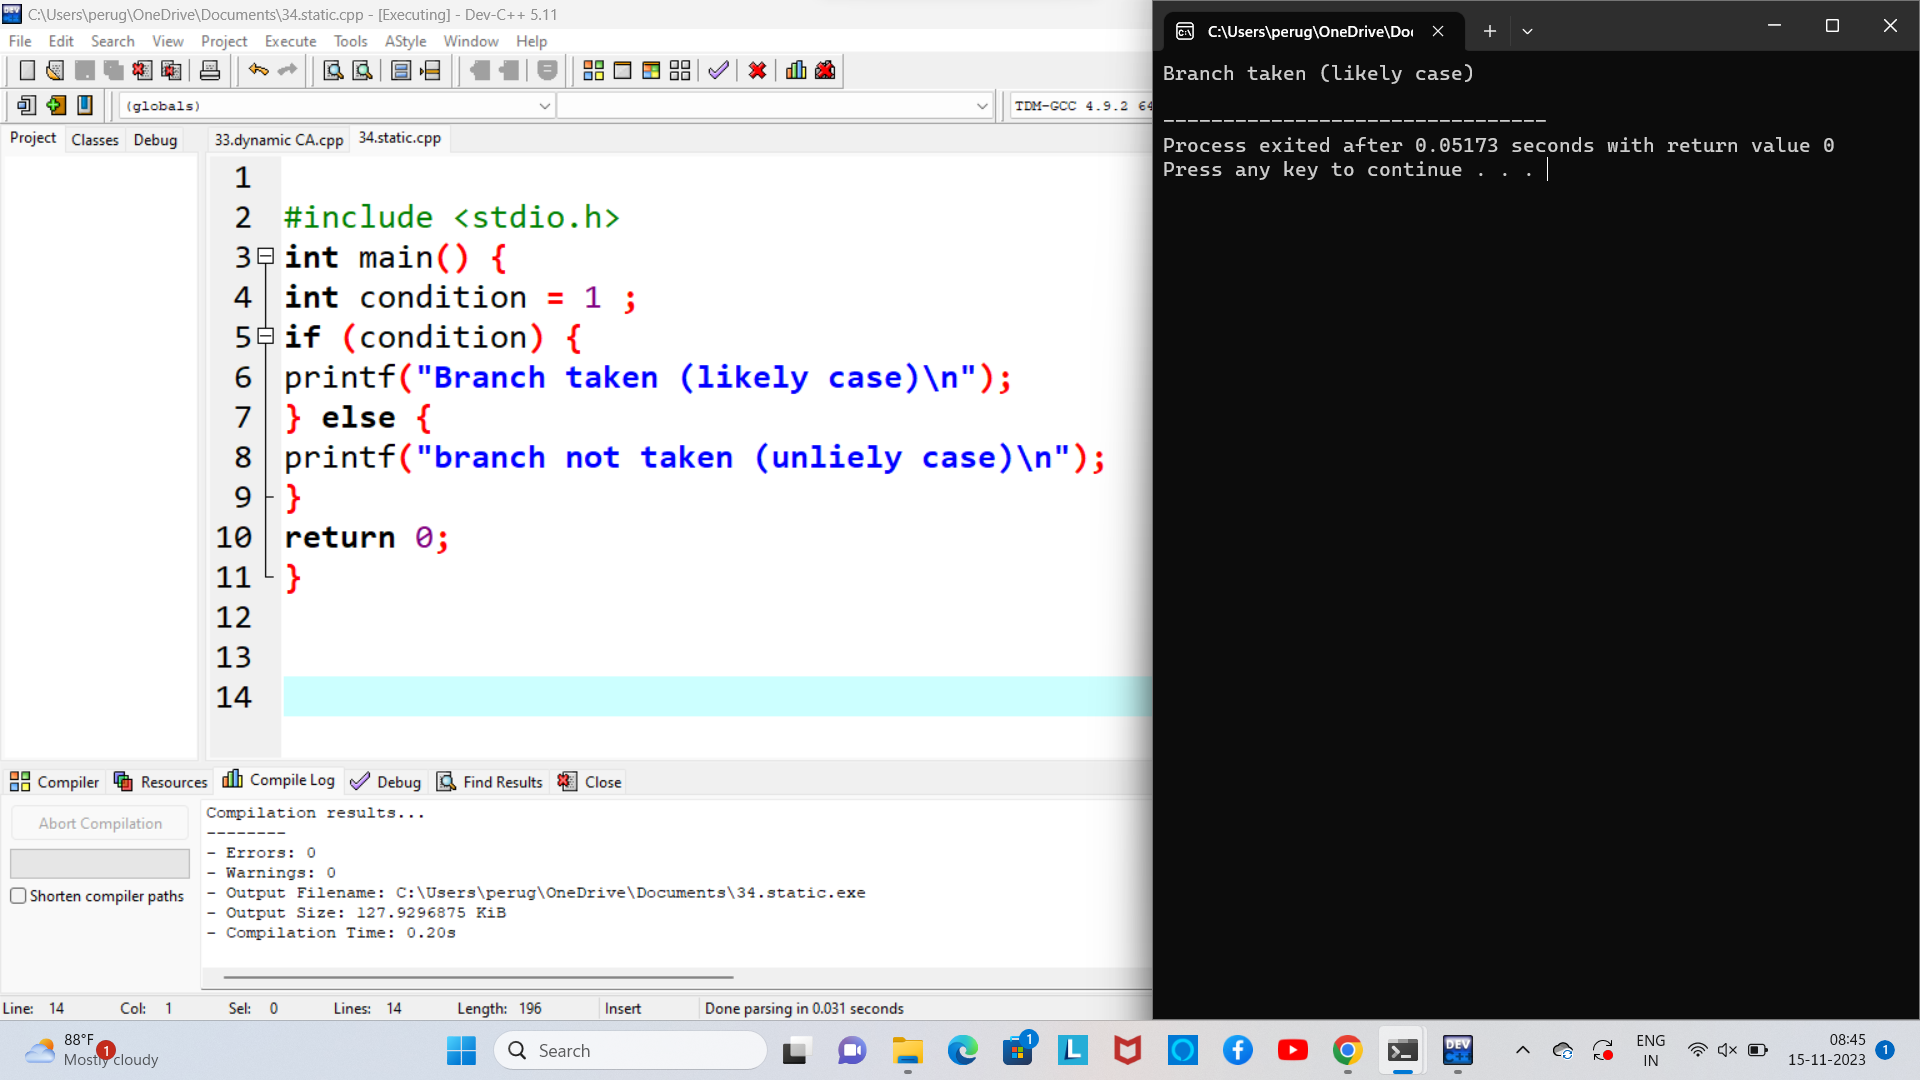 C:\Users\perug\OneDrive\Documents\34.static.cpp - [Executing] - Dev-C++ 5.11
File Edit Search View Project Execute Tools AStyle Window Help
(globals)
TDM-GCC 4.9.2 64
Project Classes Debug
33.dynamic CA.cpp 34.static.cpp
1
2 #include <stdio.h>
3 int main() {
4 int condition = 1 ;
5 if (condition) {
6 printf("Branch taken (likely case)\n");
7 } else {
8 printf("branch not taken (unliely case)\n");
9 }
10 return 0;
11 }
12
13
14
Compiler Resources Compile Log Debug Find Results Close
Abort Compilation
Shorten compiler paths
Compilation results...
--------
- Errors: 0
- Warnings: 0
- Output Filename: C:\Users\perug\OneDrive\Documents\34.static.exe
- Output Size: 127.9296875 KiB
- Compilation Time: 0.20s
Line: 14 Col: 1 Sel: 0 Lines: 14 Length: 196 Insert Done parsing in 0.031 seconds
C:\Users\perug\OneDrive\Do
Branch taken (likely case)
--------------------------------
Process exited after 0.05173 seconds with return value 0
Press any key to continue . . .
88°F
Mostly cloudy
1
Search
1
L
DEV
C++
ENG
IN
08:45
15-11-2023
1